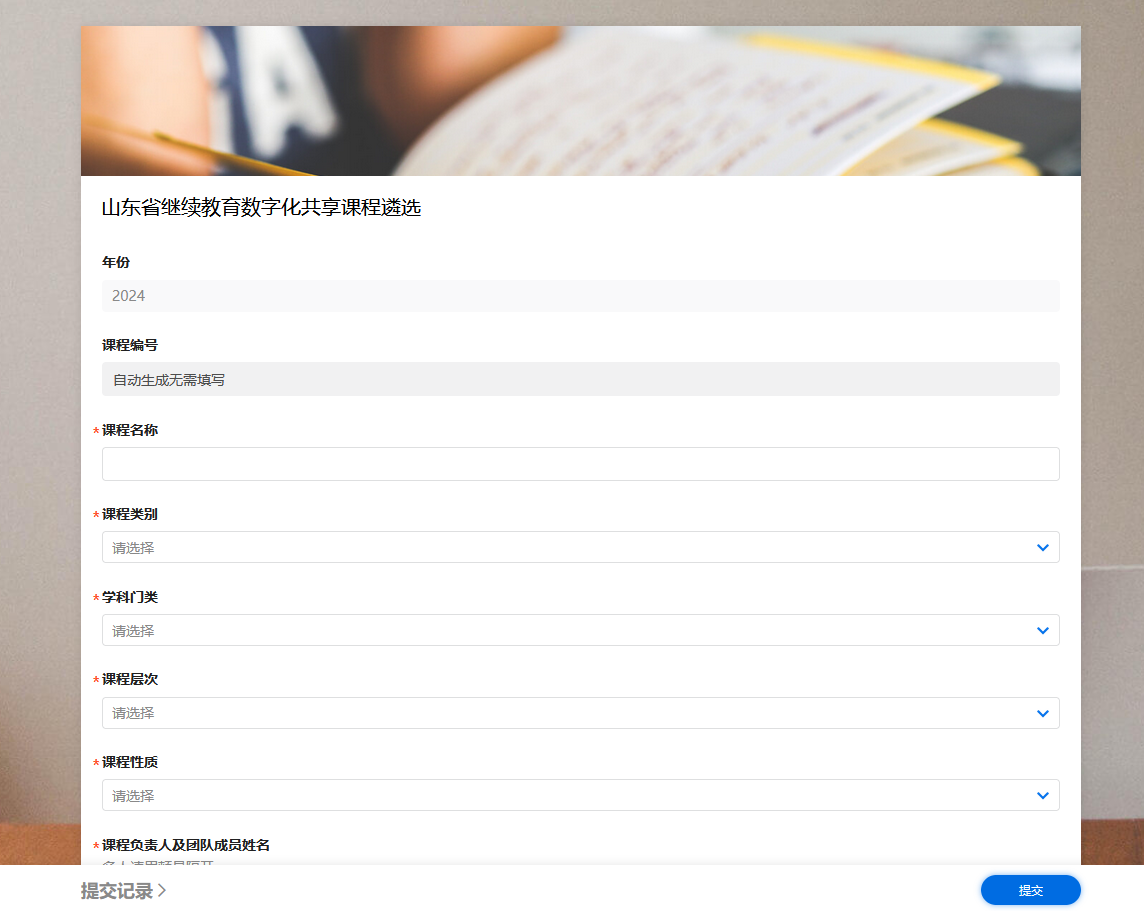 山东省继续教育数字化共享课程遴选
年份
2024
课程编号
自动生成无需填写
*课程名称
*课程类别
请选择
*学科门类
请选择
*课程层次
请选择
*课程性质
请选择
*课程负责人及团队成员姓名
提交记录
提交